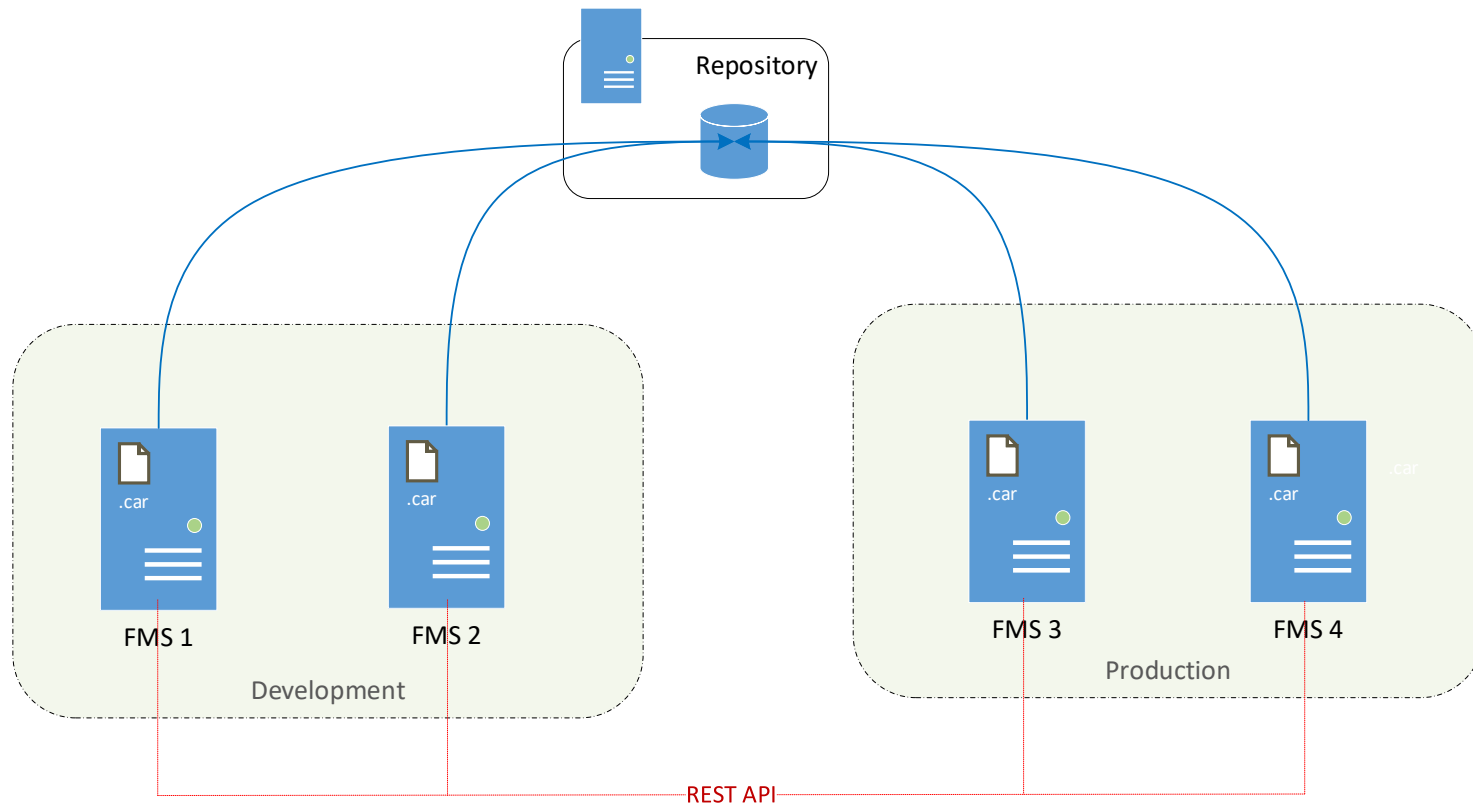 Repository
.car
.car
.car
.car
.car
FMS 1
FMS 2
FMS 3
FMS 4
Development
Production
REST API